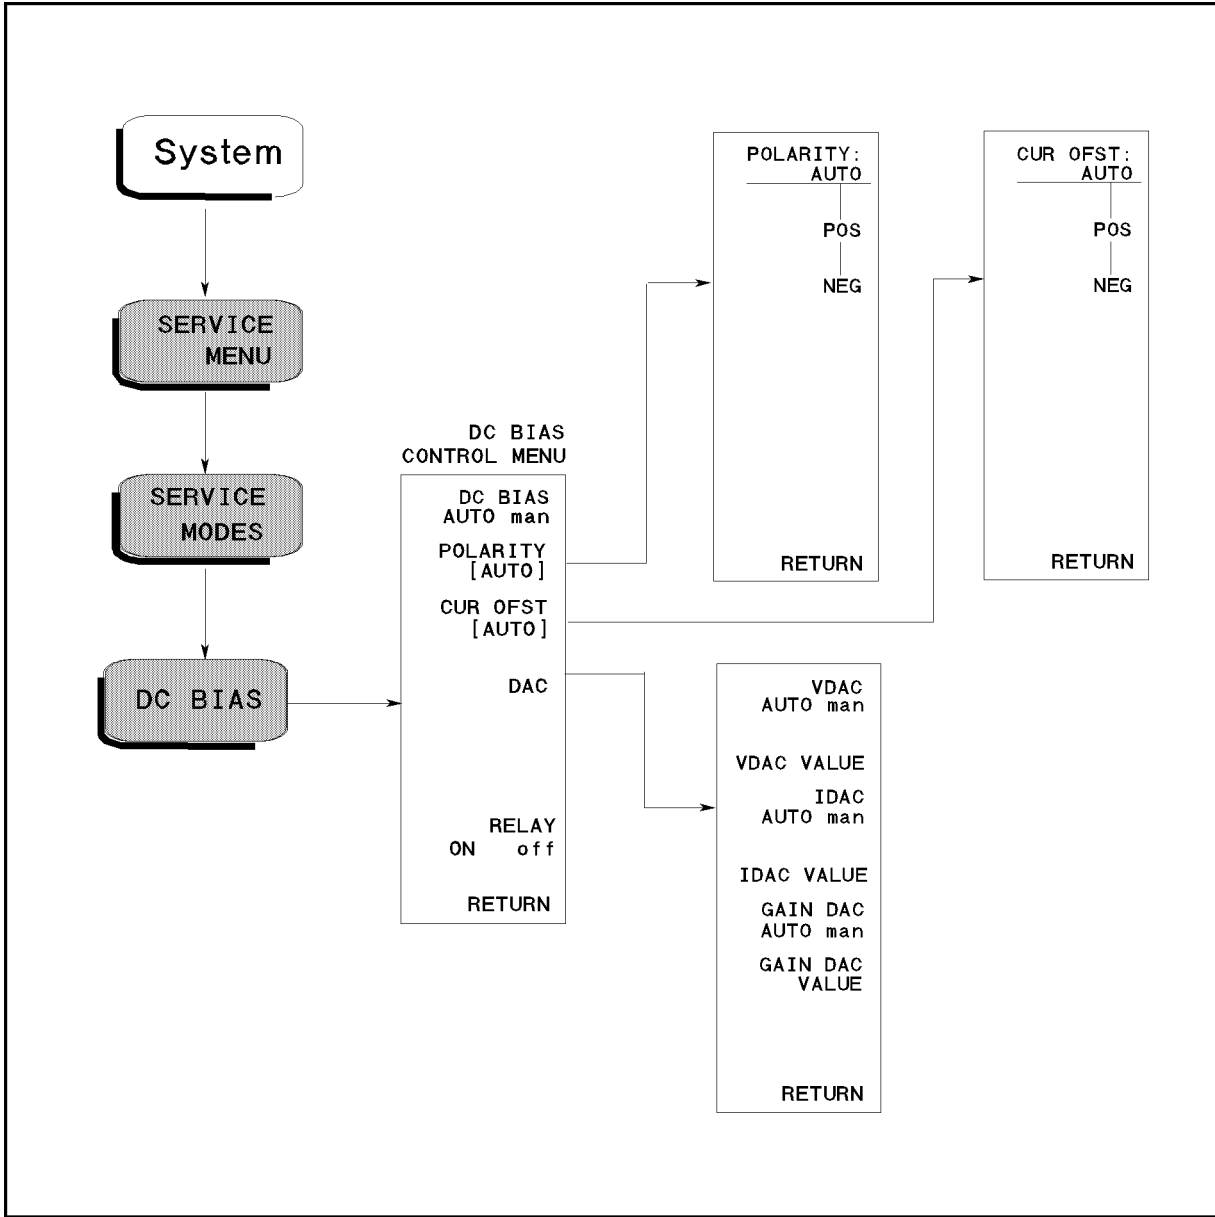 System
SERVICE
MENU
SERVICE
MODES
DC BIAS
DC BIAS
CONTROL MENU
DC BIAS
AUTO man
POLARITY
[AUTO]
CUR OFST
[AUTO]
DAC
RELAY
ON off
RETURN
POLARITY:
AUTO
POS
NEG
RETURN
CUR OFST:
AUTO
POS
NEG
RETURN
VDAC
AUTO man
VDAC VALUE
IDAC
AUTO man
IDAC VALUE
GAIN DAC
AUTO man
GAIN DAC
VALUE
RETURN